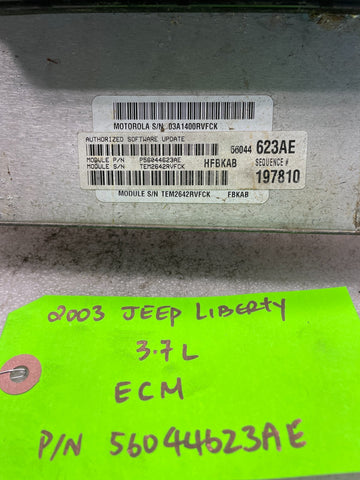 MOTOROLA S/N 03A1400RVFCK
AUTHORIZED SOFTWARE UPDATE
56044 623AE
MODULE P/N P56044623AE HFBKAB SEQUENCE #
MODULE S/N TEM2642RVFCK 197810
MODULE S/N TEM2642RVFCK FBKAB
2003 JEEP LIBERTY
3.7L
ECM
P/N 56044623AE